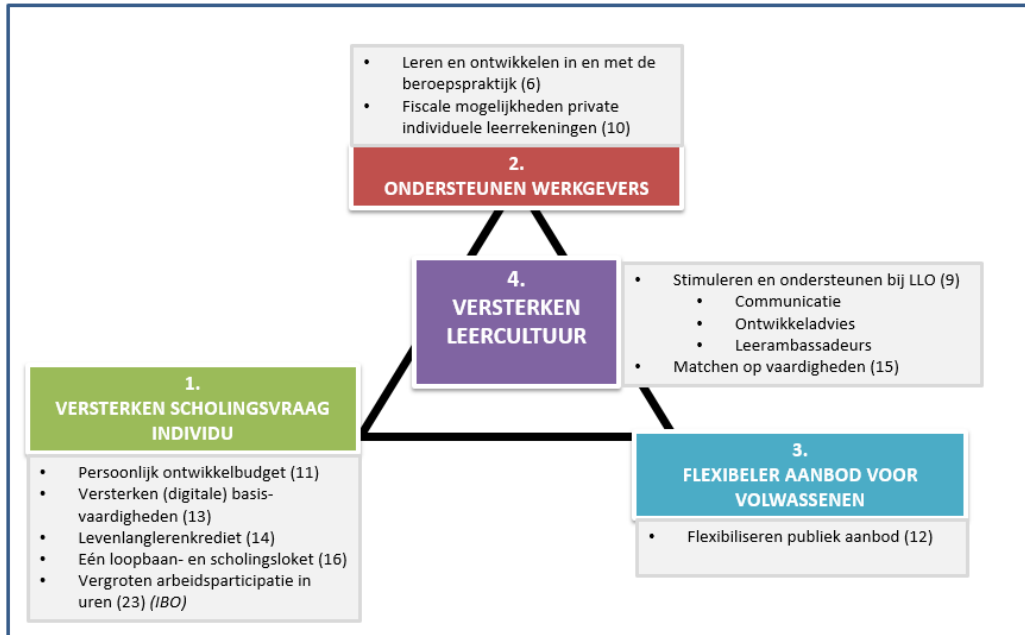 • Leren en ontwikkelen in en met de
beroepspraktijk (6)
• Fiscale mogelijkheden private
individuele leerrekeningen (10)
2.
ONDERSTEUNEN WERKGEVERS
4.
VERSTERKEN
LEERCULTUUR
• Stimuleren en ondersteunen bij LLO (9)
• Communicatie
• Ontwikkeladvies
• Leerambassadeurs
• Matchen op vaardigheden (15)
1.
VERSTERKEN SCHOLINGSVRAAG
INDIVIDU
• Persoonlijk ontwikkelbudget (11)
• Versterken (digitale) basis-
vaardigheden (13)
• Levenlanglerenkrediet (14)
• Eén loopbaan- en scholingsloket (16)
• Vergroten arbeidsparticipatie in
uren (23) (IBO)
3.
FLEXIBELER AANBOD VOOR
VOLWASSENEN
• Flexibiliseren publiek aanbod (12)